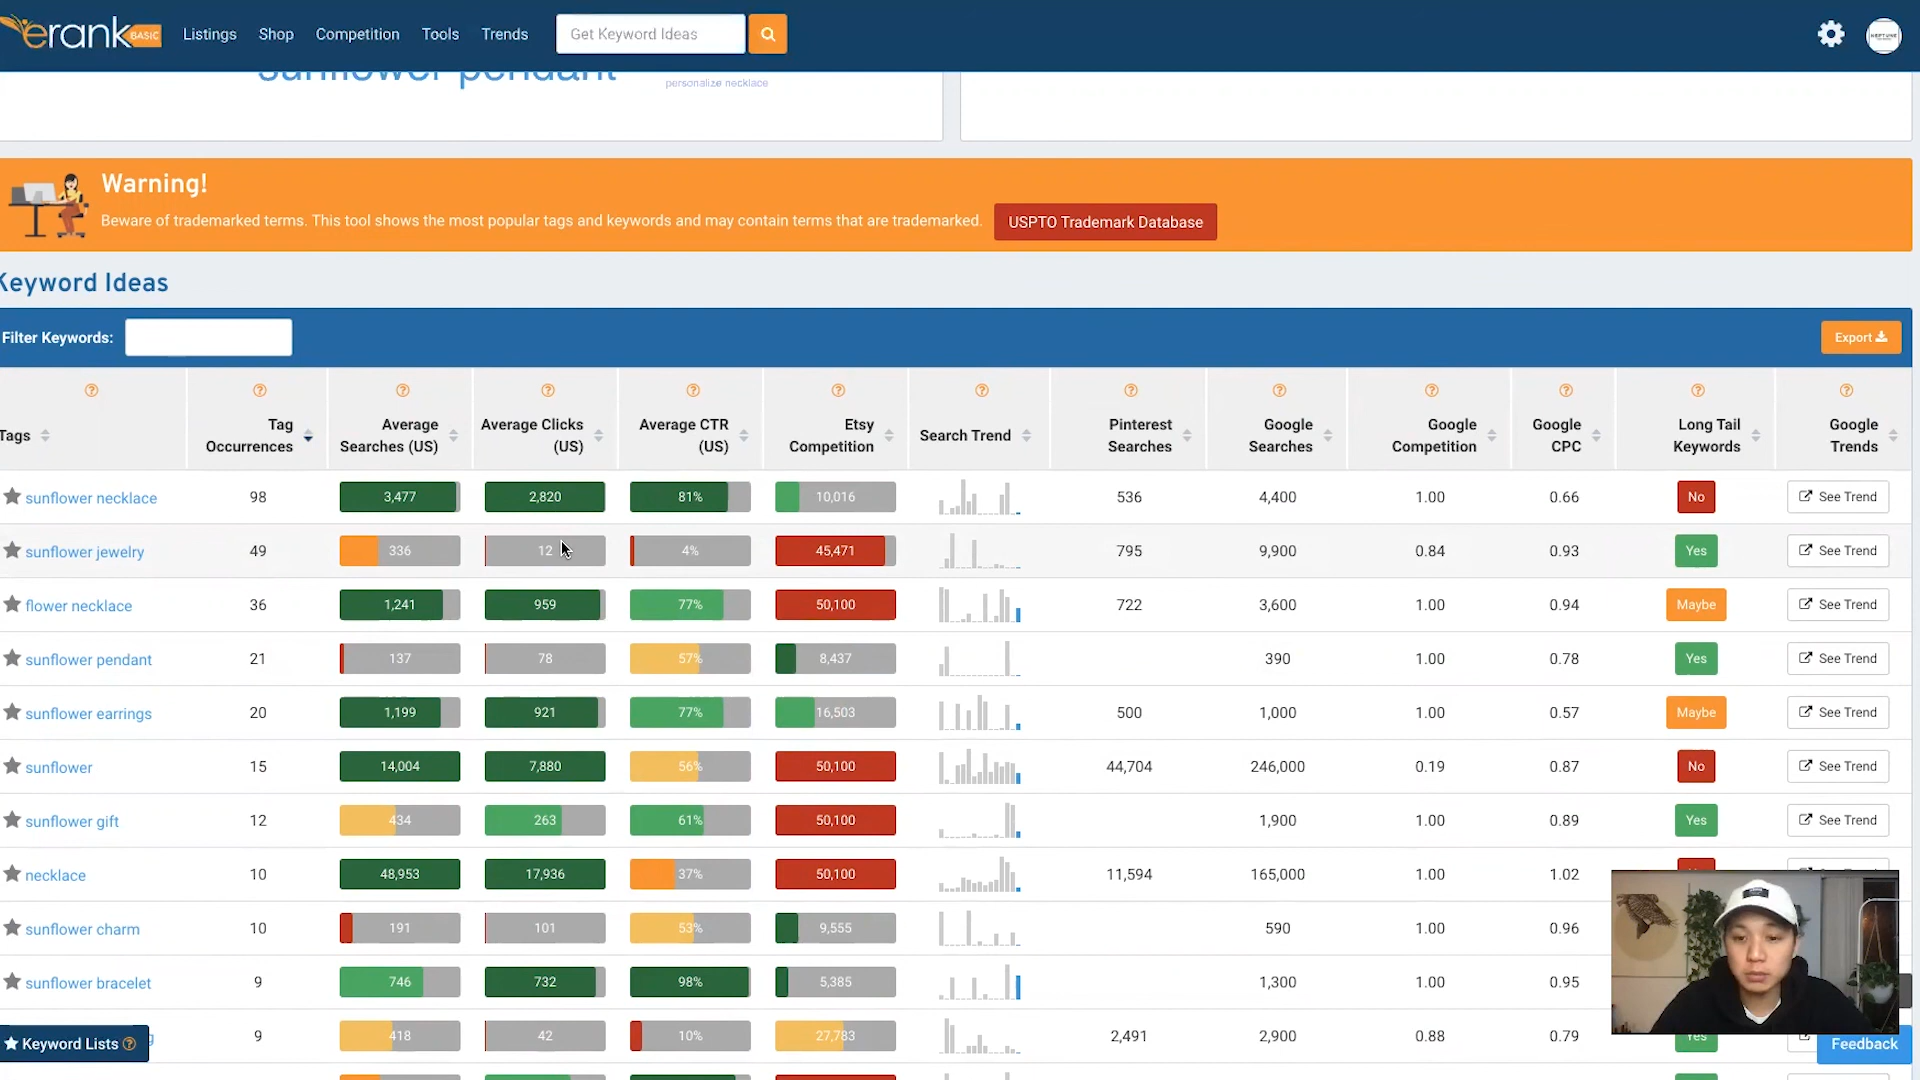 erank BASIC Listings Shop Competition Tools Trends Get Keyword Ideas NEPTUNE
sunflower pendant personalize necklace
Warning!
Beware of trademarked terms. This tool shows the most popular tags and keywords and may contain terms that are trademarked. USPTO Trademark Database
Keyword Ideas
Filter Keywords: Export
Tags Tag Occurrences Average Searches (US) Average Clicks (US) Average CTR (US) Etsy Competition Search Trend Pinterest Searches Google Searches Google Competition Google CPC Long Tail Keywords Google Trends
sunflower necklace 98 3,477 2,820 81% 10,016 536 4,400 1.00 0.66 No See Trend
sunflower jewelry 49 336 12 4% 45,471 795 9,900 0.84 0.93 Yes See Trend
flower necklace 36 1,241 959 77% 50,100 722 3,600 1.00 0.94 Maybe See Trend
sunflower pendant 21 137 78 57% 8,437 390 1.00 0.78 Yes See Trend
sunflower earrings 20 1,199 921 77% 16,503 500 1,000 1.00 0.57 Maybe See Trend
sunflower 15 14,004 7,880 56% 50,100 44,704 246,000 0.19 0.87 No See Trend
sunflower gift 12 434 263 61% 50,100 1,900 1.00 0.89 Yes See Trend
necklace 10 48,953 17,936 37% 50,100 11,594 165,000 1.00 1.02
sunflower charm 10 191 101 53% 9,555 590 1.00 0.96
sunflower bracelet 9 746 732 98% 5,385 1,300 1.00 0.95
9 418 42 10% 27,783 2,491 2,900 0.88 0.79 Yes
Keyword Lists Feedback